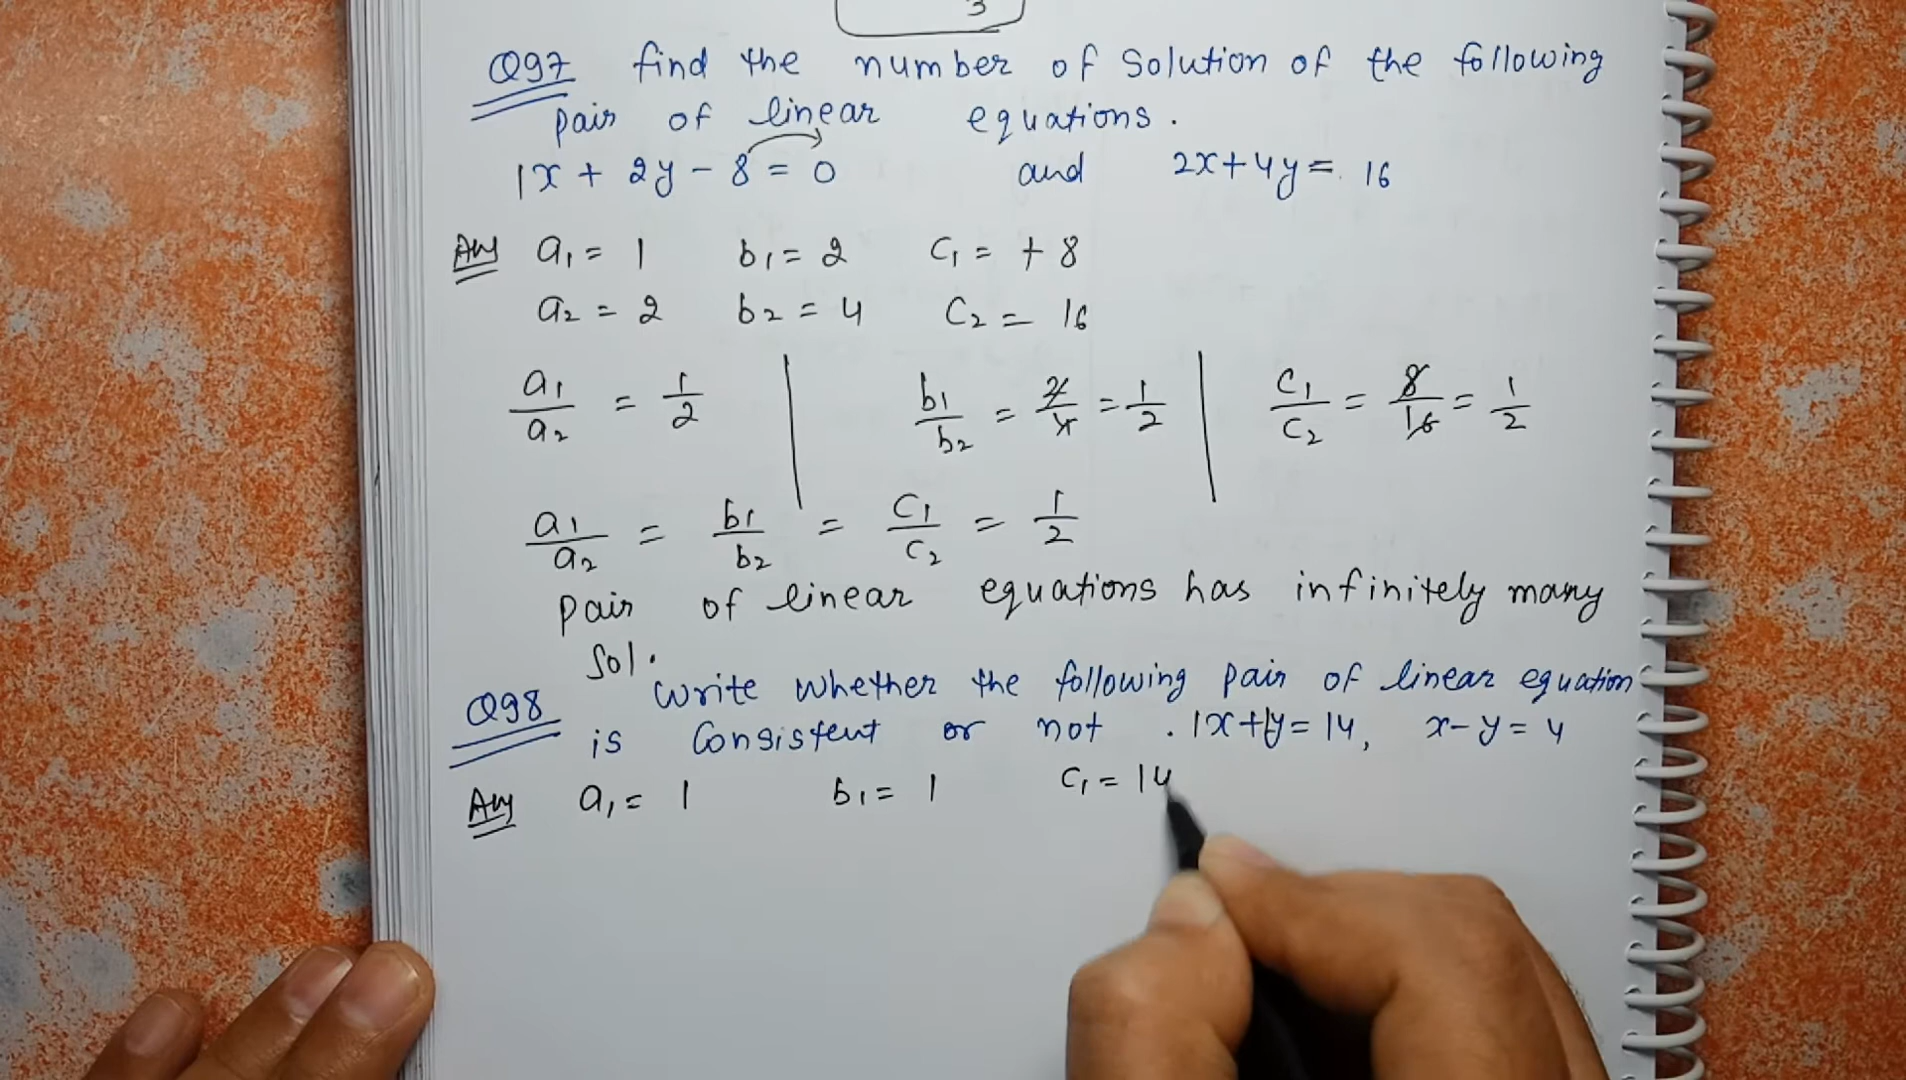 3
Q97 find the number of Solution of the following
pair of linear equations.
1x + 2y - 8 = 0 and 2x+4y = 16
Ans a₁ = 1 b₁ = 2 c₁ = + 8
a₂ = 2 b₂ = 4 c₂ = 16
a₁/a₂ = 1/2 | b₁/b₂ = 2/4 = 1/2 | c₁/c₂ = 8/16 = 1/2
a₁/a₂ = b₁/b₂ = c₁/c₂ = 1/2
Pair of linear equations has infinitely many
Sol.
Q98 Write whether the following pair of linear equation
is Consistent or not . 1x+1y = 14, x-y = 4
Ans a₁ = 1 b₁ = 1 c₁ = 14